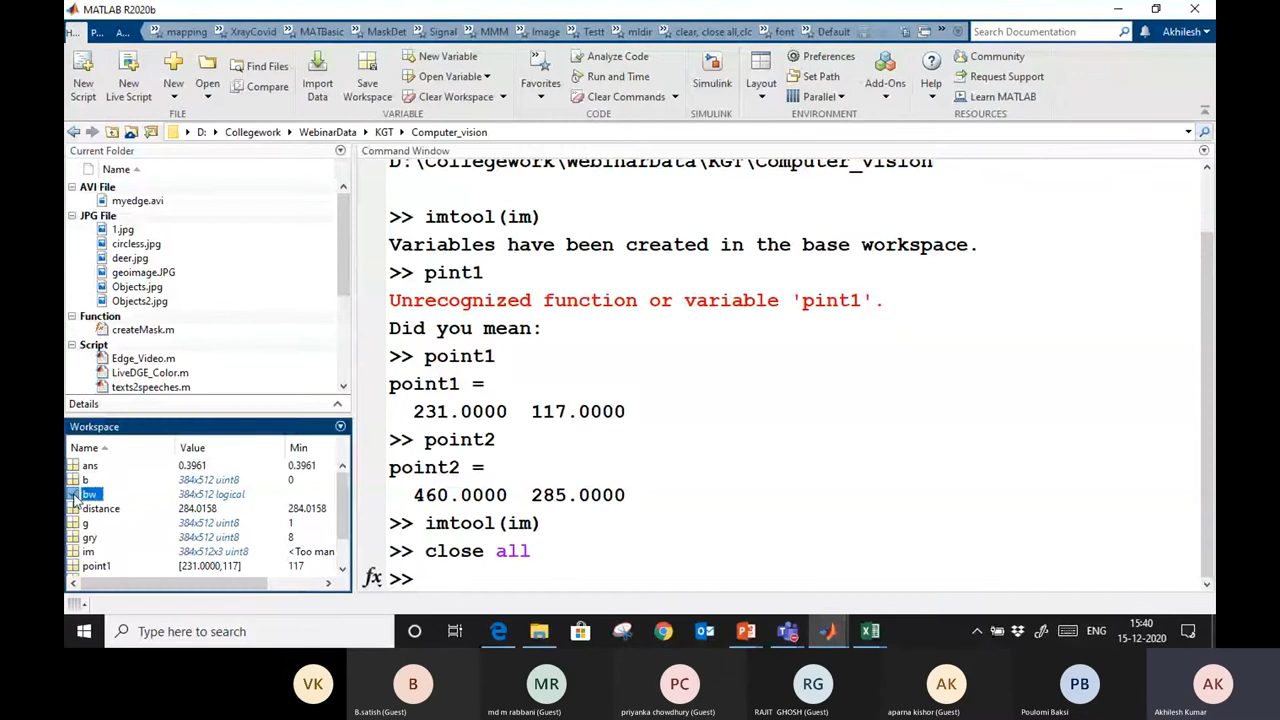 MATLAB R2020b
H... P... A... mapping XrayCovid MATBasic MaskDet Signal MMM Image Testt mldir clear, close all,clc font Default Search Documentation Akhilesh
New Script
New Live Script
New
Open
Find Files
Compare
Import Data
Save Workspace
New Variable
Open Variable
Clear Workspace
Favorites
Analyze Code
Run and Time
Clear Commands
Simulink
Layout
Preferences
Set Path
Parallel
Add-Ons
Help
Community
Request Support
Learn MATLAB
FILE VARIABLE CODE SIMULINK ENVIRONMENT RESOURCES
D: Collegework WebinarData KGT Computer_vision
Current Folder
Name
AVI File
myedge.avi
JPG File
1.jpg
circless.jpg
deer.jpg
geoimage.JPG
Objects.jpg
Objects2.jpg
Function
createMask.m
Script
Edge_Video.m
LiveDGE_Color.m
texts2speeches.m
Details
Workspace
Name Value Min
ans 0.3961 0.3961
b 384x512 uint8 0
bw 384x512 logical
distance 284.0158 284.0158
g 384x512 uint8 1
gry 384x512 uint8 8
im 384x512x3 uint8 <Too man
point1 [231.0000,117] 117
Command Window
D:\Collegework\WebinarData\KGT\Computer_vision
>> imtool(im)
Variables have been created in the base workspace.
>> pint1
Unrecognized function or variable 'pint1'.
Did you mean:
>> point1
point1 =
231.0000 117.0000
>> point2
point2 =
460.0000 285.0000
>> imtool(im)
>> close all
fx >>
Type here to search
ENG
15:40
15-12-2020
VK B MR PC RG AK PB AK
B.satish (Guest) md m rabbani (Guest) priyanka chowdhury (Guest) RAJIT GHOSH (Guest) aparna kishor (Guest) Poulomi Baksi Akhilesh Kumar